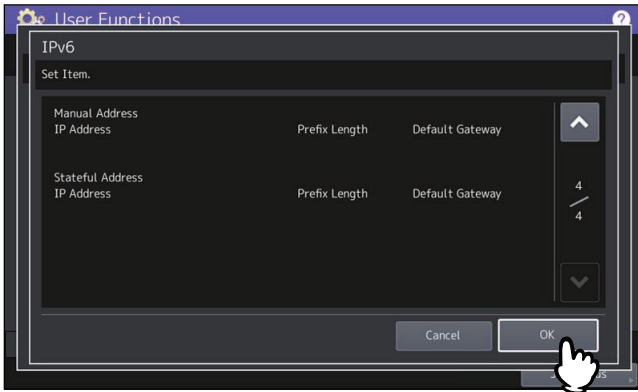 User Functions
?
IPv6
Set Item.
Manual Address
IP Address Prefix Length Default Gateway
Stateful Address
IP Address Prefix Length Default Gateway
4
4
Cancel OK